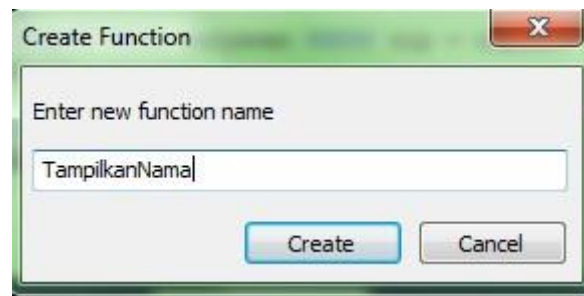 Create Function
Enter new function name
TampilkanNama
Create
Cancel